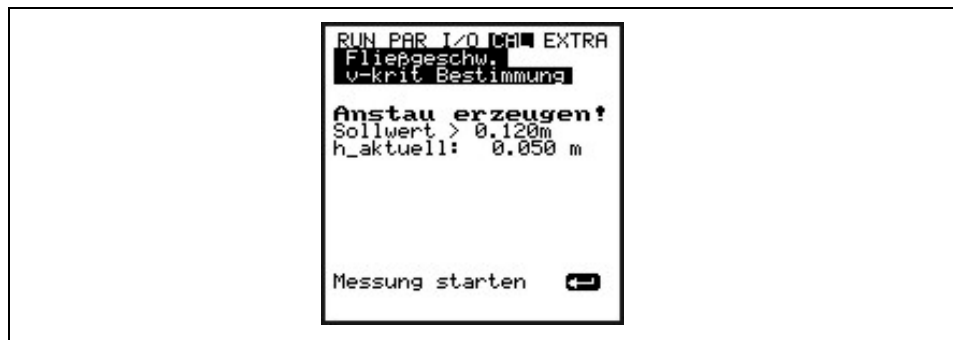 RUN PAR I/O CAL EXTRA
Fließgeschw.
v-krit Bestimmung
Anstau erzeugen!
Sollwert > 0.120m
h_aktuell: 0.050 m
Messung starten